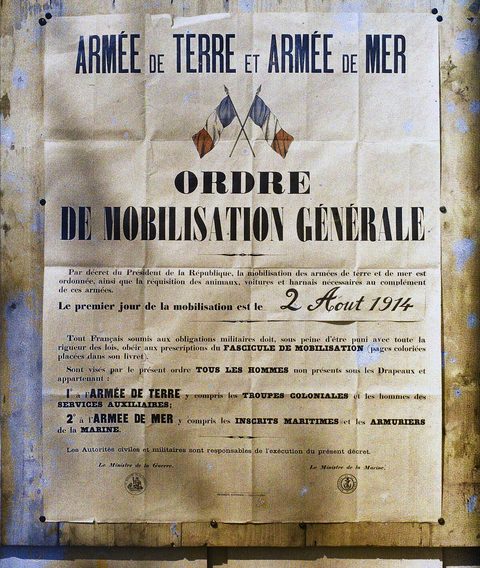 ARMÉE DE TERRE ET ARMÉE DE MER
ORDRE
DE MOBILISATION GÉNÉRALE
Par décret du Président de la République, la mobilisation des armées de terre et de mer est
ordonnée, ainsi que la réquisition des animaux, voitures et harnais nécessaires au complément
de ces armées.
Le premier jour de la mobilisation est le 2 Aout 1914
Tout Français soumis aux obligations militaires doit, sous peine d'être puni avec toute la
rigueur des lois, obéir aux prescriptions du FASCICULE DE MOBILISATION (pages coloriées
placées dans son livret).
Sont visés par le présent ordre TOUS LES HOMMES non présents sous les Drapeaux et
appartenant :
1° à l'ARMÉE DE TERRE y compris les TROUPES COLONIALES et les hommes des
SERVICES AUXILIAIRES;
2° à l'ARMÉE DE MER y compris les INSCRITS MARITIMES et les ARMURIERS
de la MARINE.
Les Autorités civiles et militaires sont responsables de l'exécution du présent décret.
Le Ministre de la Guerre. Le Ministre de la Marine.